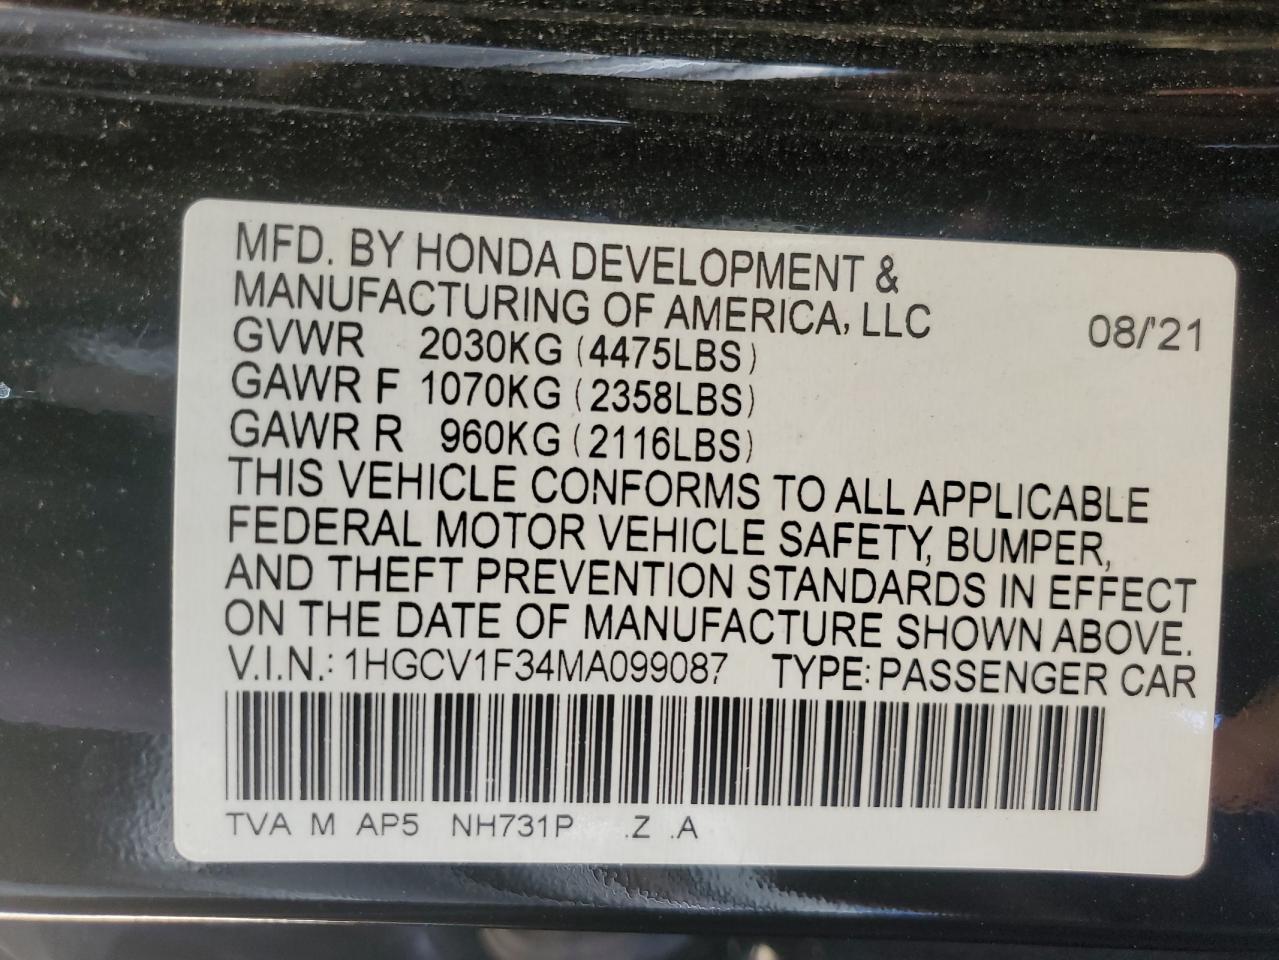 MFD. BY HONDA DEVELOPMENT &
MANUFACTURING OF AMERICA, LLC 08/'21
GVWR 2030KG (4475LBS)
GAWR F 1070KG (2358LBS)
GAWR R 960KG (2116LBS)
THIS VEHICLE CONFORMS TO ALL APPLICABLE
FEDERAL MOTOR VEHICLE SAFETY, BUMPER,
AND THEFT PREVENTION STANDARDS IN EFFECT
ON THE DATE OF MANUFACTURE SHOWN ABOVE.
V.I.N.: 1HGCV1F34MA099087 TYPE: PASSENGER CAR
TVA M AP5 NH731P .Z .A